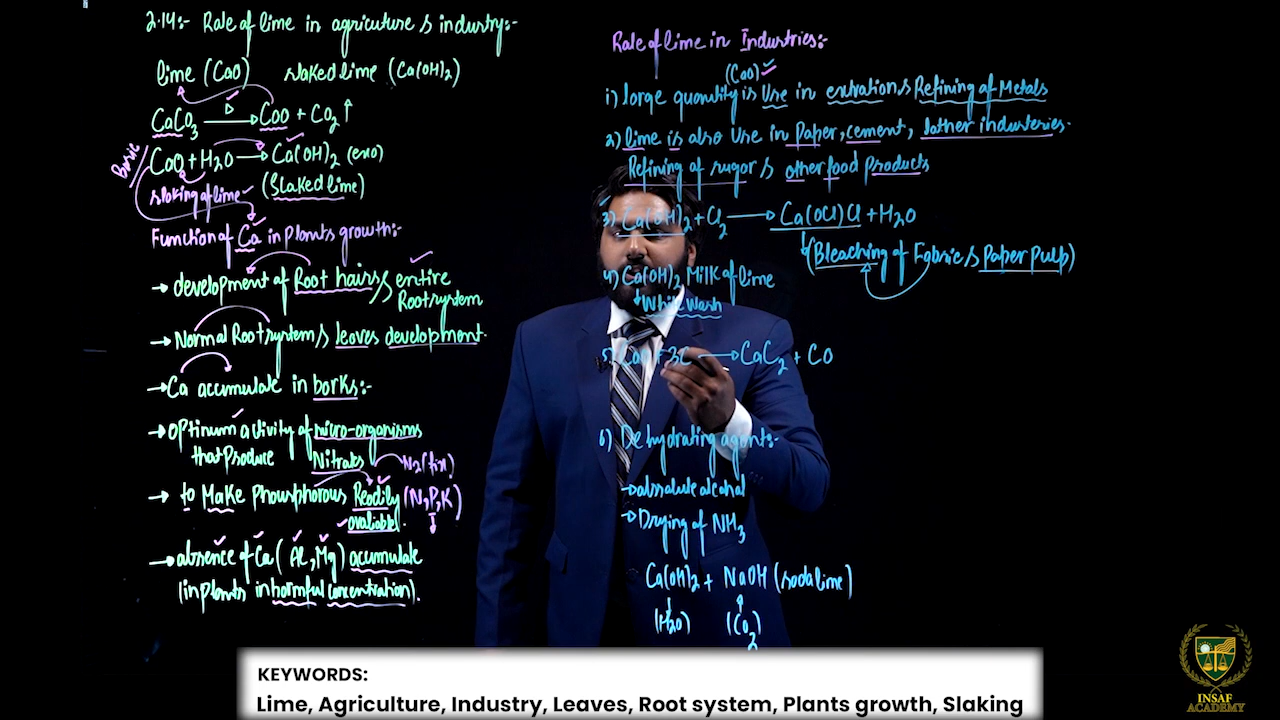 2.14:- Role of lime in agricuture & industry:-
lime (CaO) slaked lime (Ca(OH)2)
CaCO3 ⟶ CaO + CO2↑
Basic
CaO + H2O ⟶ Ca(OH)2 (exo)
slaking of lime (Slaked lime)
Function of Ca in plants growth:-
→ development of Root hairs & entire
Root system
→ Normal Root system & leaves development.
→ Ca accumulate in barks:-
→ optimum activity of micro-organisms
that produce Nitrates N2 (fix)
→ to Make phousphorous Readily (N,P,K)
avaliable.
→ absence of Ca (Al, Mg) accumulate
(in plants in harmful concentration).
Role of lime in Industries:-
(CaO)
1) large quantity is Use in extration & Refining of Metals
2) lime is also Use in Paper, cement, lather industeries.
Refining of sugar & other food products
3) Ca(OH)2 + Cl2 ⟶ Ca(OCl)Cl + H2O
(Bleaching of Fabric & Paper Pulp)
4) Ca(OH)2 Milk of lime
White Wash
5) CaO + 3C ⟶ CaC2 + CO
6) Dehydrating agents:-
→ absolute alcohal
→ Drying of NH3
Ca(OH)2 + NaOH (soda lime)
(H2O) (CO2)
KEYWORDS:
Lime, Agriculture, Industry, Leaves, Root system, Plants growth, Slaking
INSAF
ACADEMY